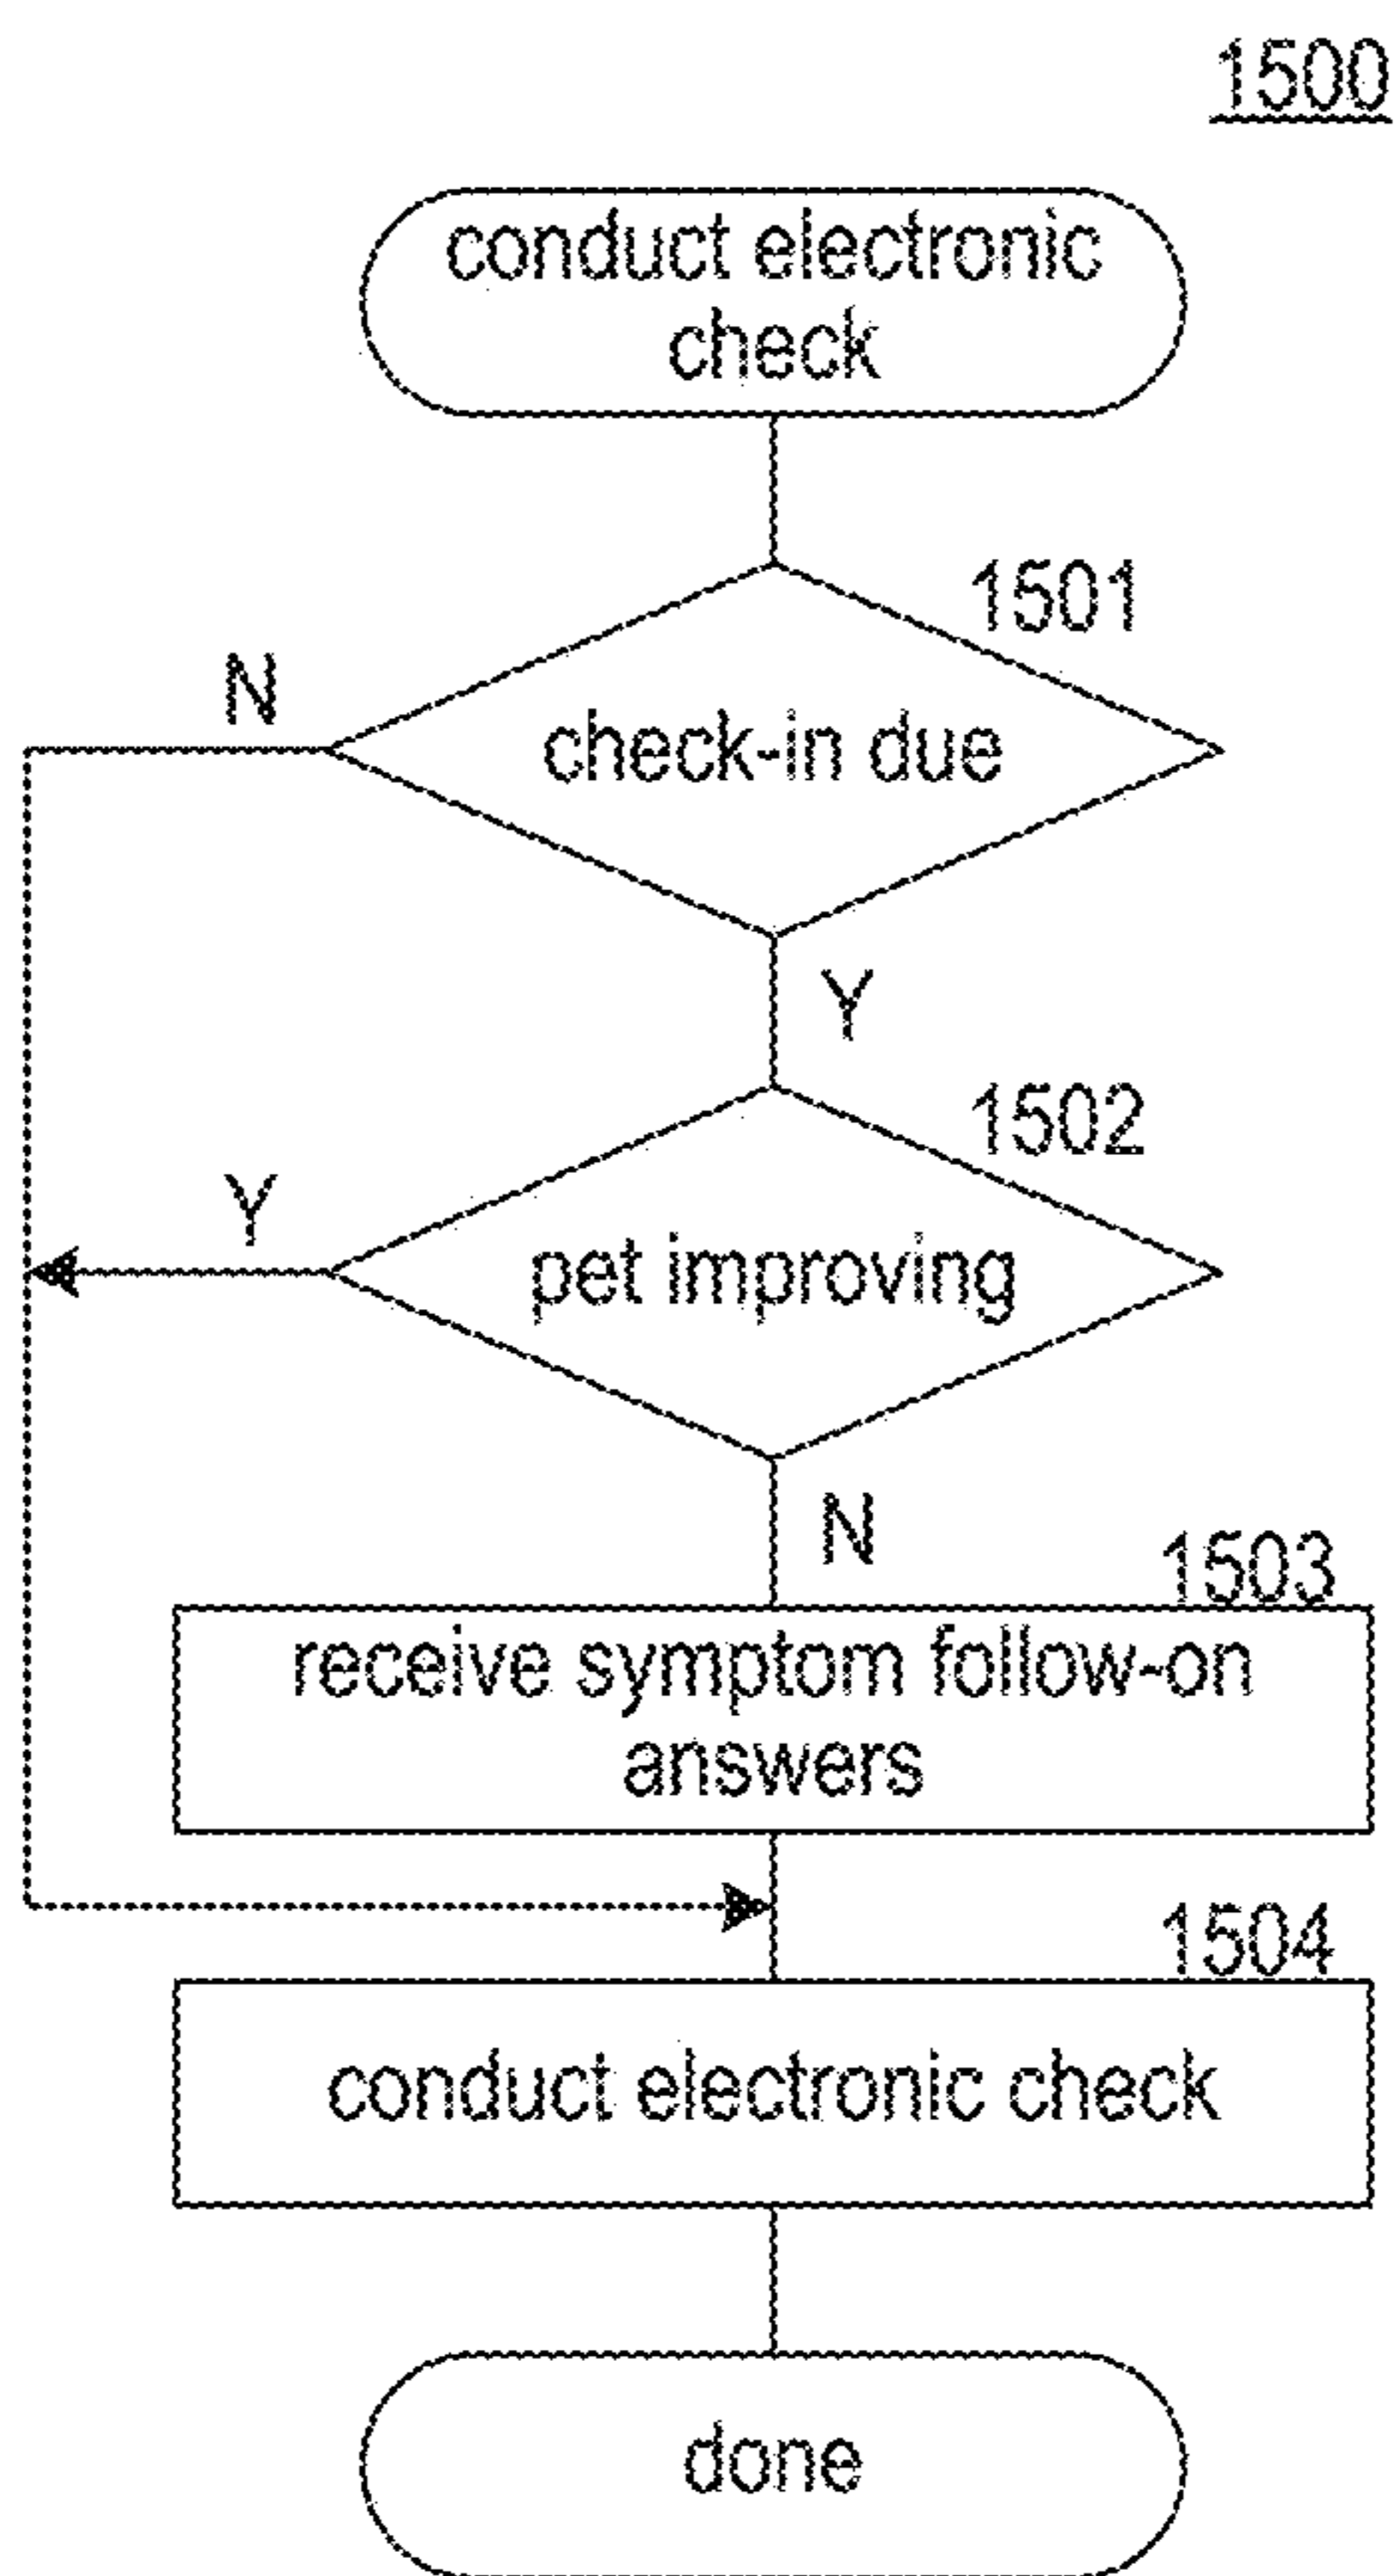 1500
conduct electronic
check
1501
N
check-in due
Y
1502
Y
pet improving
N
1503
receive symptom follow-on
answers
1504
conduct electronic check
done